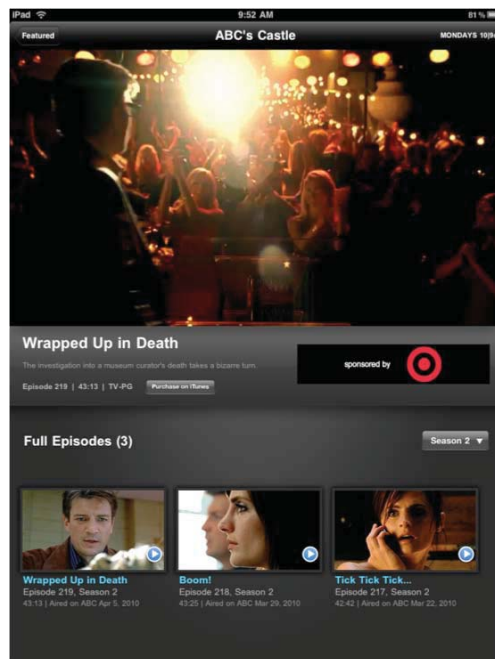 iPad 9:52 AM 81 %
Featured ABC's Castle MONDAYS 10|9c
Wrapped Up in Death
The investigation into a museum curator's death takes a bizarre turn.
Episode 219 | 43:13 | TV-PG Purchase on iTunes
sponsored by
Full Episodes (3) Season 2
Wrapped Up in Death
Episode 219, Season 2
43:13 | Aired on ABC Apr 5, 2010
Boom!
Episode 218, Season 2
43:25 | Aired on ABC Mar 29, 2010
Tick Tick Tick...
Episode 217, Season 2
42:42 | Aired on ABC Mar 22, 2010